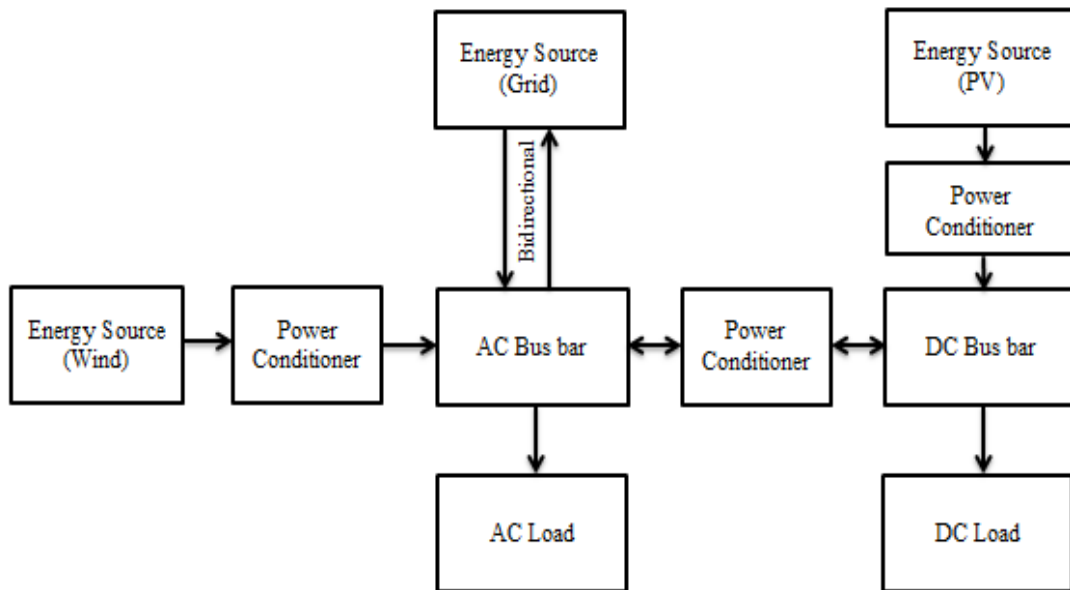 Energy Source
(Grid)
Energy Source
(PV)
Bidirectional
Power
Conditioner
Energy Source
(Wind)
Power
Conditioner
AC Bus bar
Power
Conditioner
DC Bus bar
AC Load
DC Load